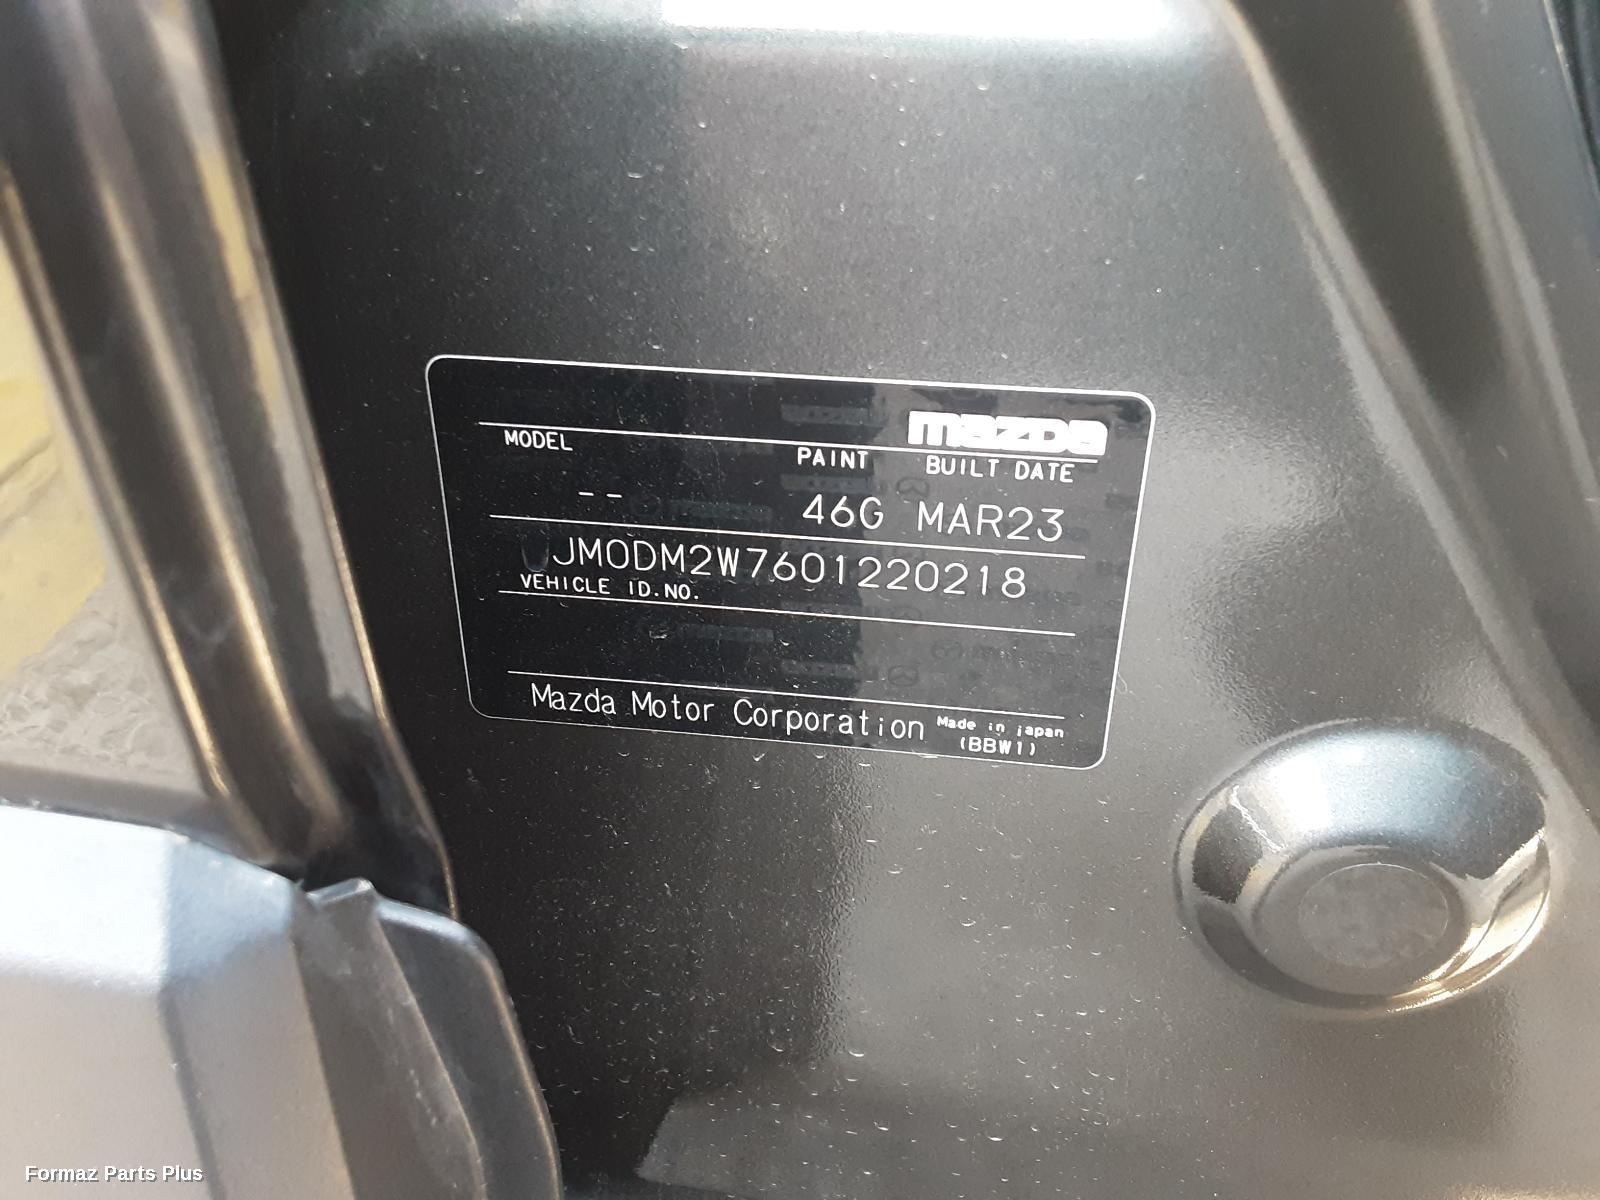 mazda
MODEL PAINT BUILT DATE
-- 46G MAR23
JM0DM2W7601220218
VEHICLE ID.NO.
Mazda Motor Corporation Made in japan
(BBW1)
Formaz Parts Plus